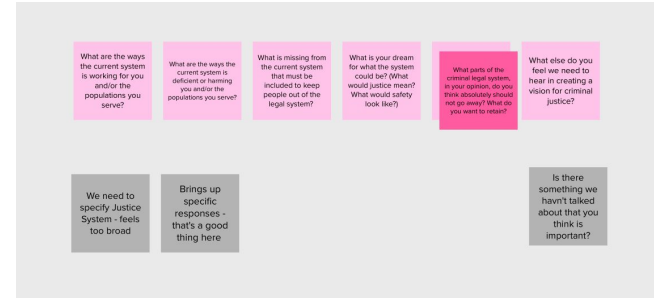 What are the ways
the current system
is working for you
and/or the
populations you
serve?
What are the ways the
current system is
deficient or harming
you and/or the
populations you serve?
What is missing from
the current system
that must be
included to keep
people out of the
legal system?
What is your dream
for what the system
could be? (What
would justice mean?
What would safety
look like?)
What parts of the
criminal legal system,
in your opinion, do you
think absolutely should
not go away? What do
you want to retain?
What else do you
feel we need to
hear in creating a
vision for criminal
justice?
We need to
specify Justice
System - feels
too broad
Brings up
specific
responses -
that's a good
thing here
Is there
something we
havn't talked
about that you
think is
important?